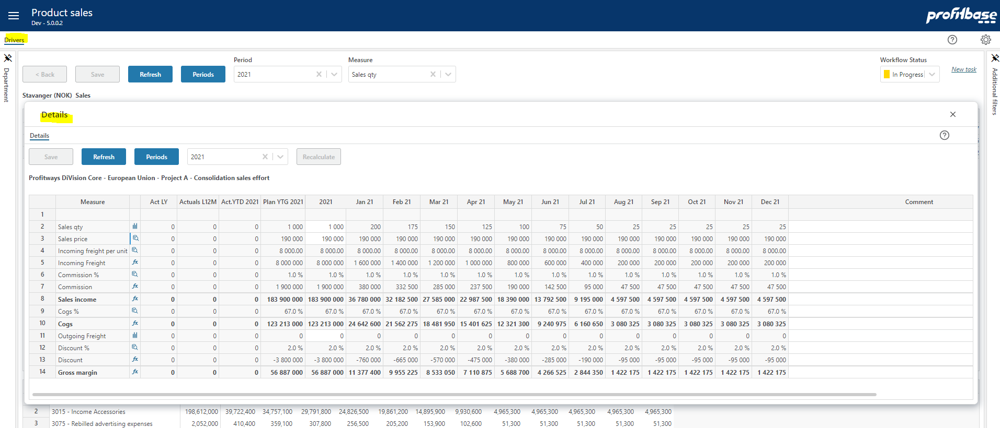 Product sales
Dev - 5.0.0.2
profitbase
Drivers
Department
Additional filters
Period
Measure
Workflow Status
< Back
Save
Refresh
Periods
2021
Sales qty
In Progress
New task
Stavanger (NOK) Sales
Details
Details
Save
Refresh
Periods
2021
Recalculate
Profitways DiVision Core - European Union - Project A - Consolidation sales effort
Measure Act LY Actuals L12M Act.YTD 2021 Plan YTG 2021 2021 Jan 21 Feb 21 Mar 21 Apr 21 May 21 Jun 21 Jul 21 Aug 21 Sep 21 Oct 21 Nov 21 Dec 21 Comment
1
2 Sales qty 0 0 0 1 000 1 000 200 175 150 125 100 75 50 25 25 25 25 25
3 Sales price 0 0 0 190 000 190 000 190 000 190 000 190 000 190 000 190 000 190 000 190 000 190 000 190 000 190 000 190 000 190 000
4 Incoming freight per unit 0 0 0 8 000.00 8 000.00 8 000.00 8 000.00 8 000.00 8 000.00 8 000.00 8 000.00 8 000.00 8 000.00 8 000.00 8 000.00 8 000.00 8 000.00
5 Incoming Freight fx 0 0 0 8 000 000 8 000 000 1 600 000 1 400 000 1 200 000 1 000 000 800 000 600 000 400 000 200 000 200 000 200 000 200 000 200 000
6 Commission % 0 0 0 1.0 % 1.0 % 1.0 % 1.0 % 1.0 % 1.0 % 1.0 % 1.0 % 1.0 % 1.0 % 1.0 % 1.0 % 1.0 % 1.0 %
7 Commission fx 0 0 0 1 900 000 1 900 000 380 000 332 500 285 000 237 500 190 000 142 500 95 000 47 500 47 500 47 500 47 500 47 500
8 Sales income fx 0 0 0 183 900 000 183 900 000 36 780 000 32 182 500 27 585 000 22 987 500 18 390 000 13 792 500 9 195 000 4 597 500 4 597 500 4 597 500 4 597 500 4 597 500
9 Cogs % 0 0 0 67.0 % 67.0 % 67.0 % 67.0 % 67.0 % 67.0 % 67.0 % 67.0 % 67.0 % 67.0 % 67.0 % 67.0 % 67.0 % 67.0 %
10 Cogs fx 0 0 0 123 213 000 123 213 000 24 642 600 21 562 275 18 481 950 15 401 625 12 321 300 9 240 975 6 160 650 3 080 325 3 080 325 3 080 325 3 080 325 3 080 325
11 Outgoing Freight 0 0 0 0 0 0 0 0 0 0 0 0 0 0 0 0 0
12 Discount % 0 0 0 2.0 % 2.0 % 2.0 % 2.0 % 2.0 % 2.0 % 2.0 % 2.0 % 2.0 % 2.0 % 2.0 % 2.0 % 2.0 % 2.0 %
13 Discount fx 0 0 0 -3 800 000 -3 800 000 -760 000 -665 000 -570 000 -475 000 -380 000 -285 000 -190 000 -95 000 -95 000 -95 000 -95 000 -95 000
14 Gross margin fx 0 0 0 56 887 000 56 887 000 11 377 400 9 955 225 8 533 050 7 110 875 5 688 700 4 266 525 2 844 350 1 422 175 1 422 175 1 422 175 1 422 175 1 422 175
2 3015 - Income Accessories 198,612,000 39,722,400 34,757,100 29,791,800 24,826,500 19,861,200 14,895,900 9,930,600 4,965,300 4,965,300 4,965,300 4,965,300 4,965,300
3 3075 - Rebilled advertising expenses 2,052,000 410,400 359,100 307,800 256,500 205,200 153,900 102,600 51,300 51,300 51,300 51,300 51,300